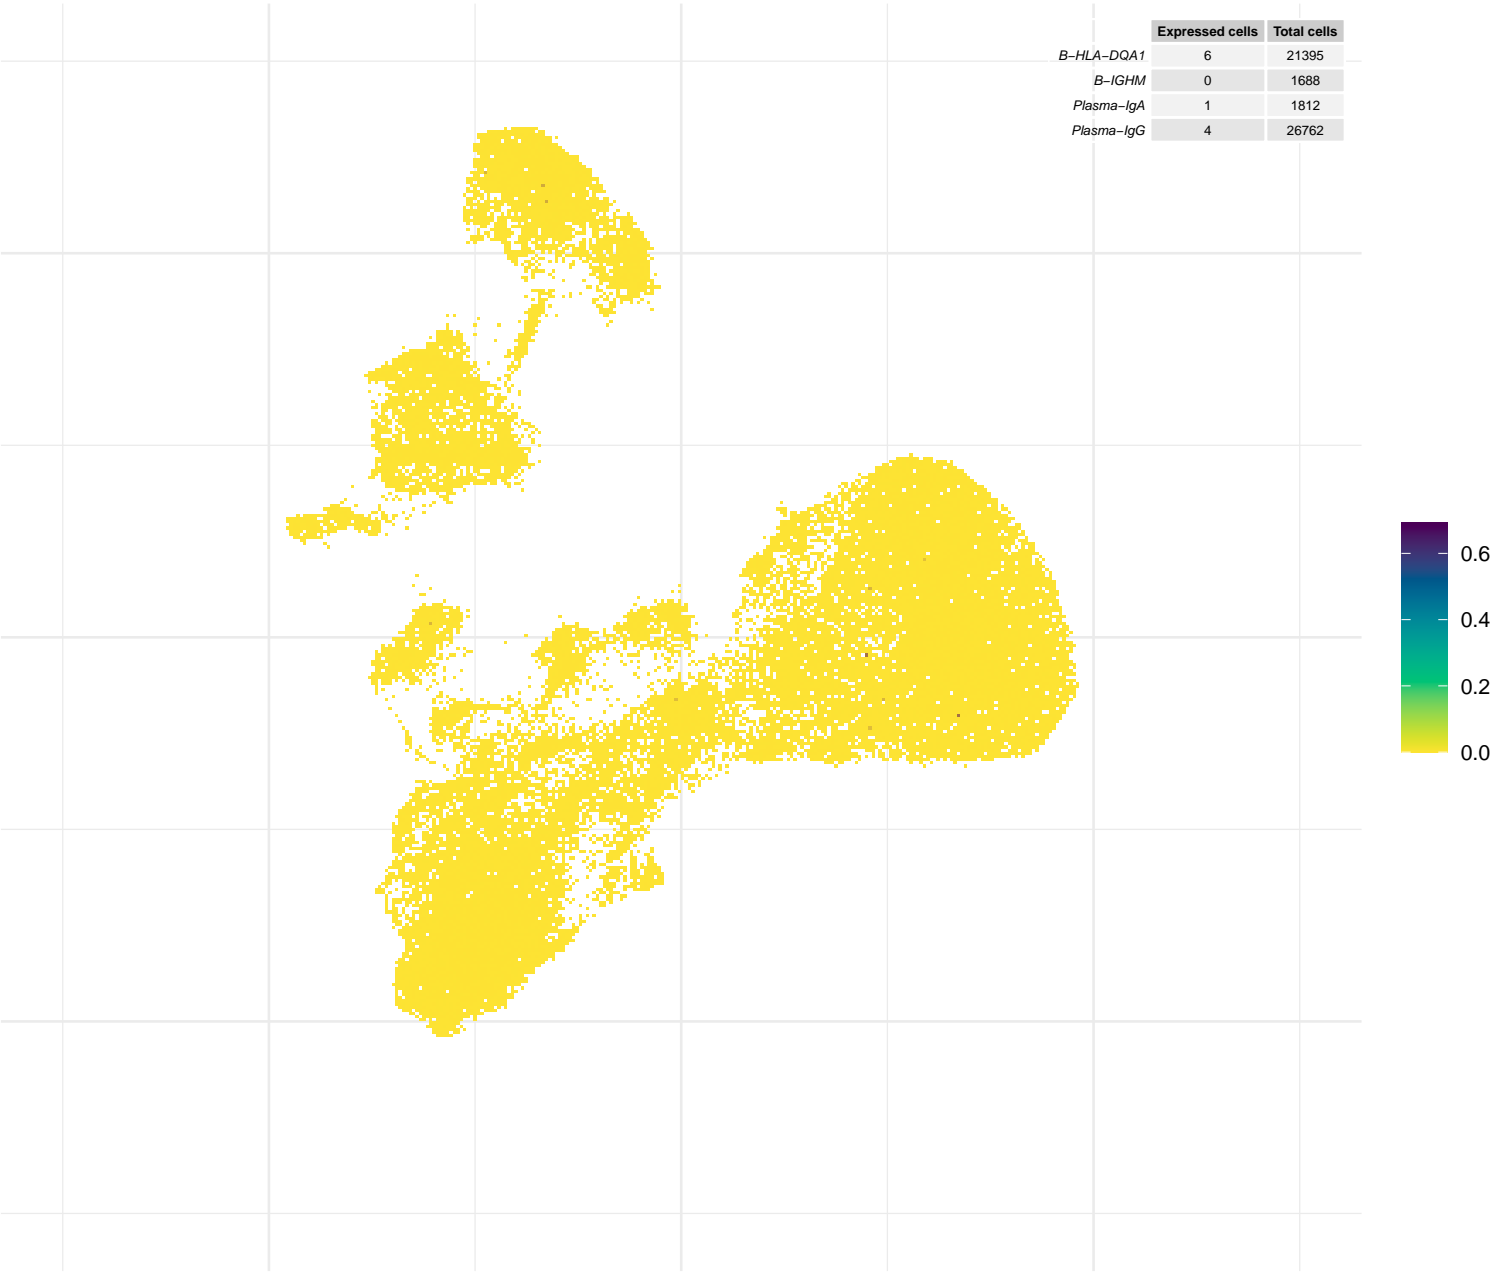 Expressed cells Total cells
B−HLA−DQA1 6 21395
B−IGHM 0 1688
Plasma−IgA 1 1812
Plasma−IgG 4 26762
0.6
0.4
0.2
0.0